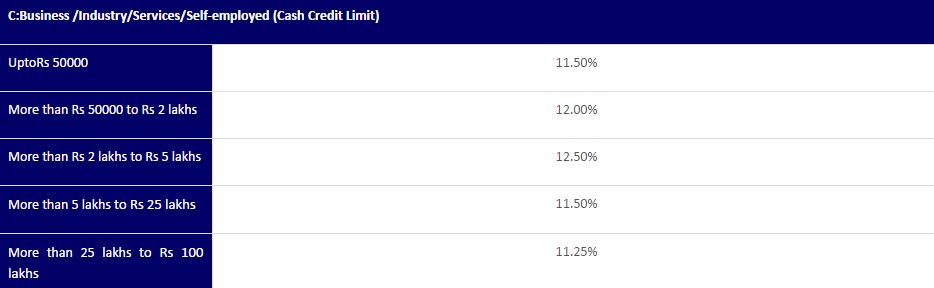 C:Business /Industry/Services/Self-employed (Cash Credit Limit)
UptoRs 50000 11.50%
More than Rs 50000 to Rs 2 lakhs 12.00%
More than Rs 2 lakhs to Rs 5 lakhs 12.50%
More than 5 lakhs to Rs 25 lakhs 11.50%
More than 25 lakhs to Rs 100 11.25%
lakhs